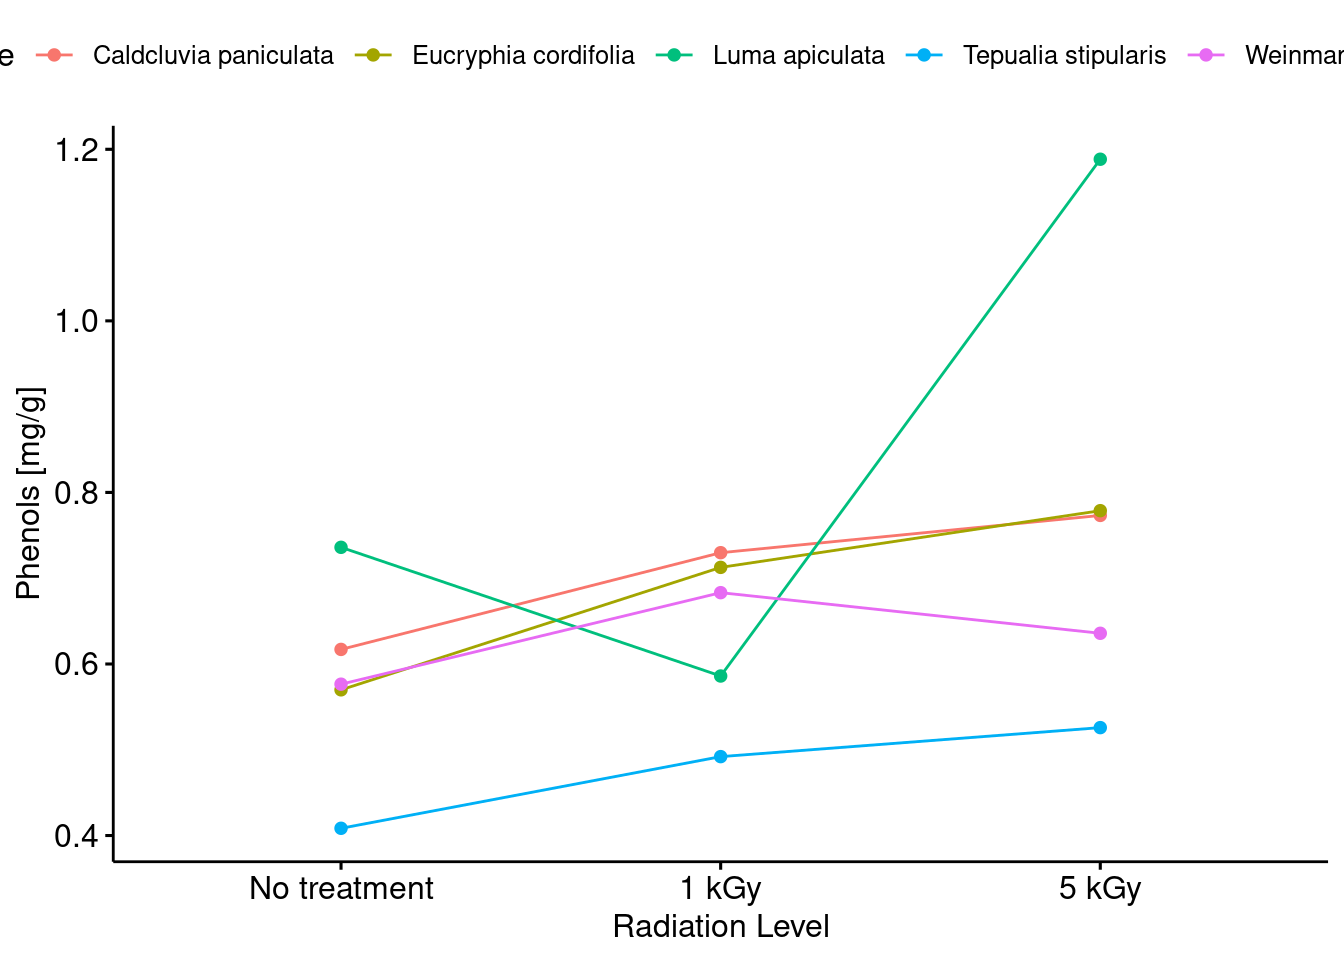 e Caldcluvia paniculata Eucryphia cordifolia Luma apiculata Tepualia stipularis Weinmar
1.2
1.0
0.8
0.6
0.4
Phenols [mg/g]
No treatment 1 kGy 5 kGy
Radiation Level